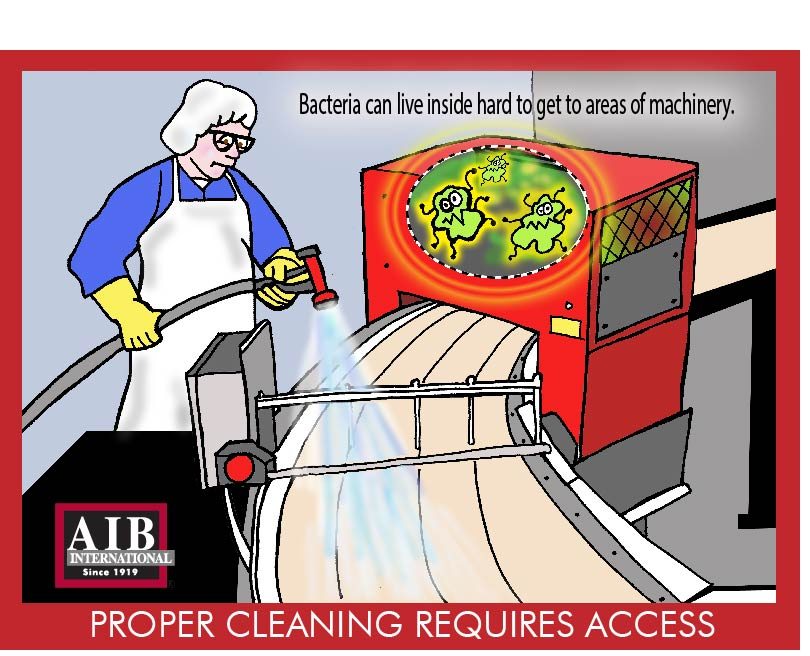 Bacteria can live inside hard to get to areas of machinery.
AIB
INTERNATIONAL
Since 1919
PROPER CLEANING REQUIRES ACCESS